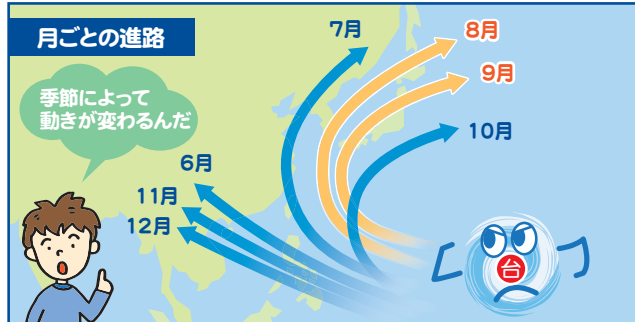 月ごとの進路
季節によって
動きが変わるんだ
7月
8月
9月
10月
6月
11月
12月
台